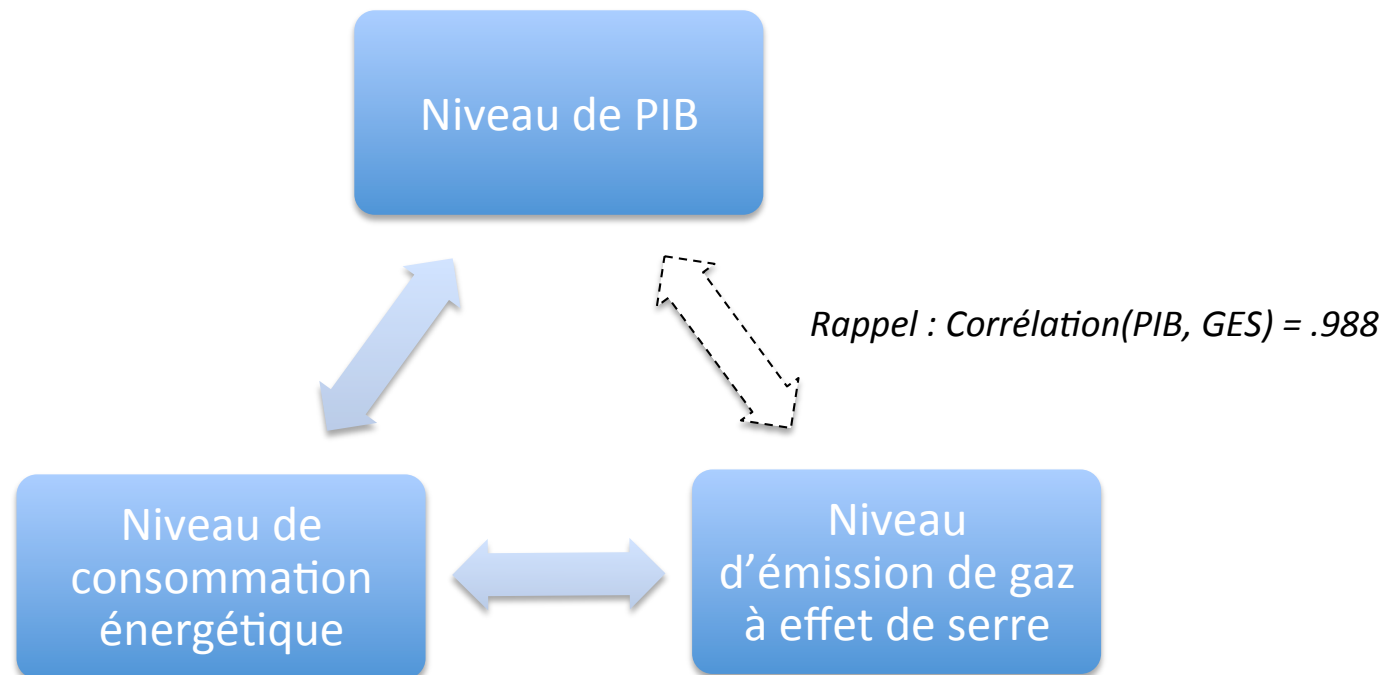 Niveau de PIB
Rappel : Corrélation(PIB, GES) = .988
Niveau de
consommation
énergétique
Niveau
d’émission de gaz
à effet de serre